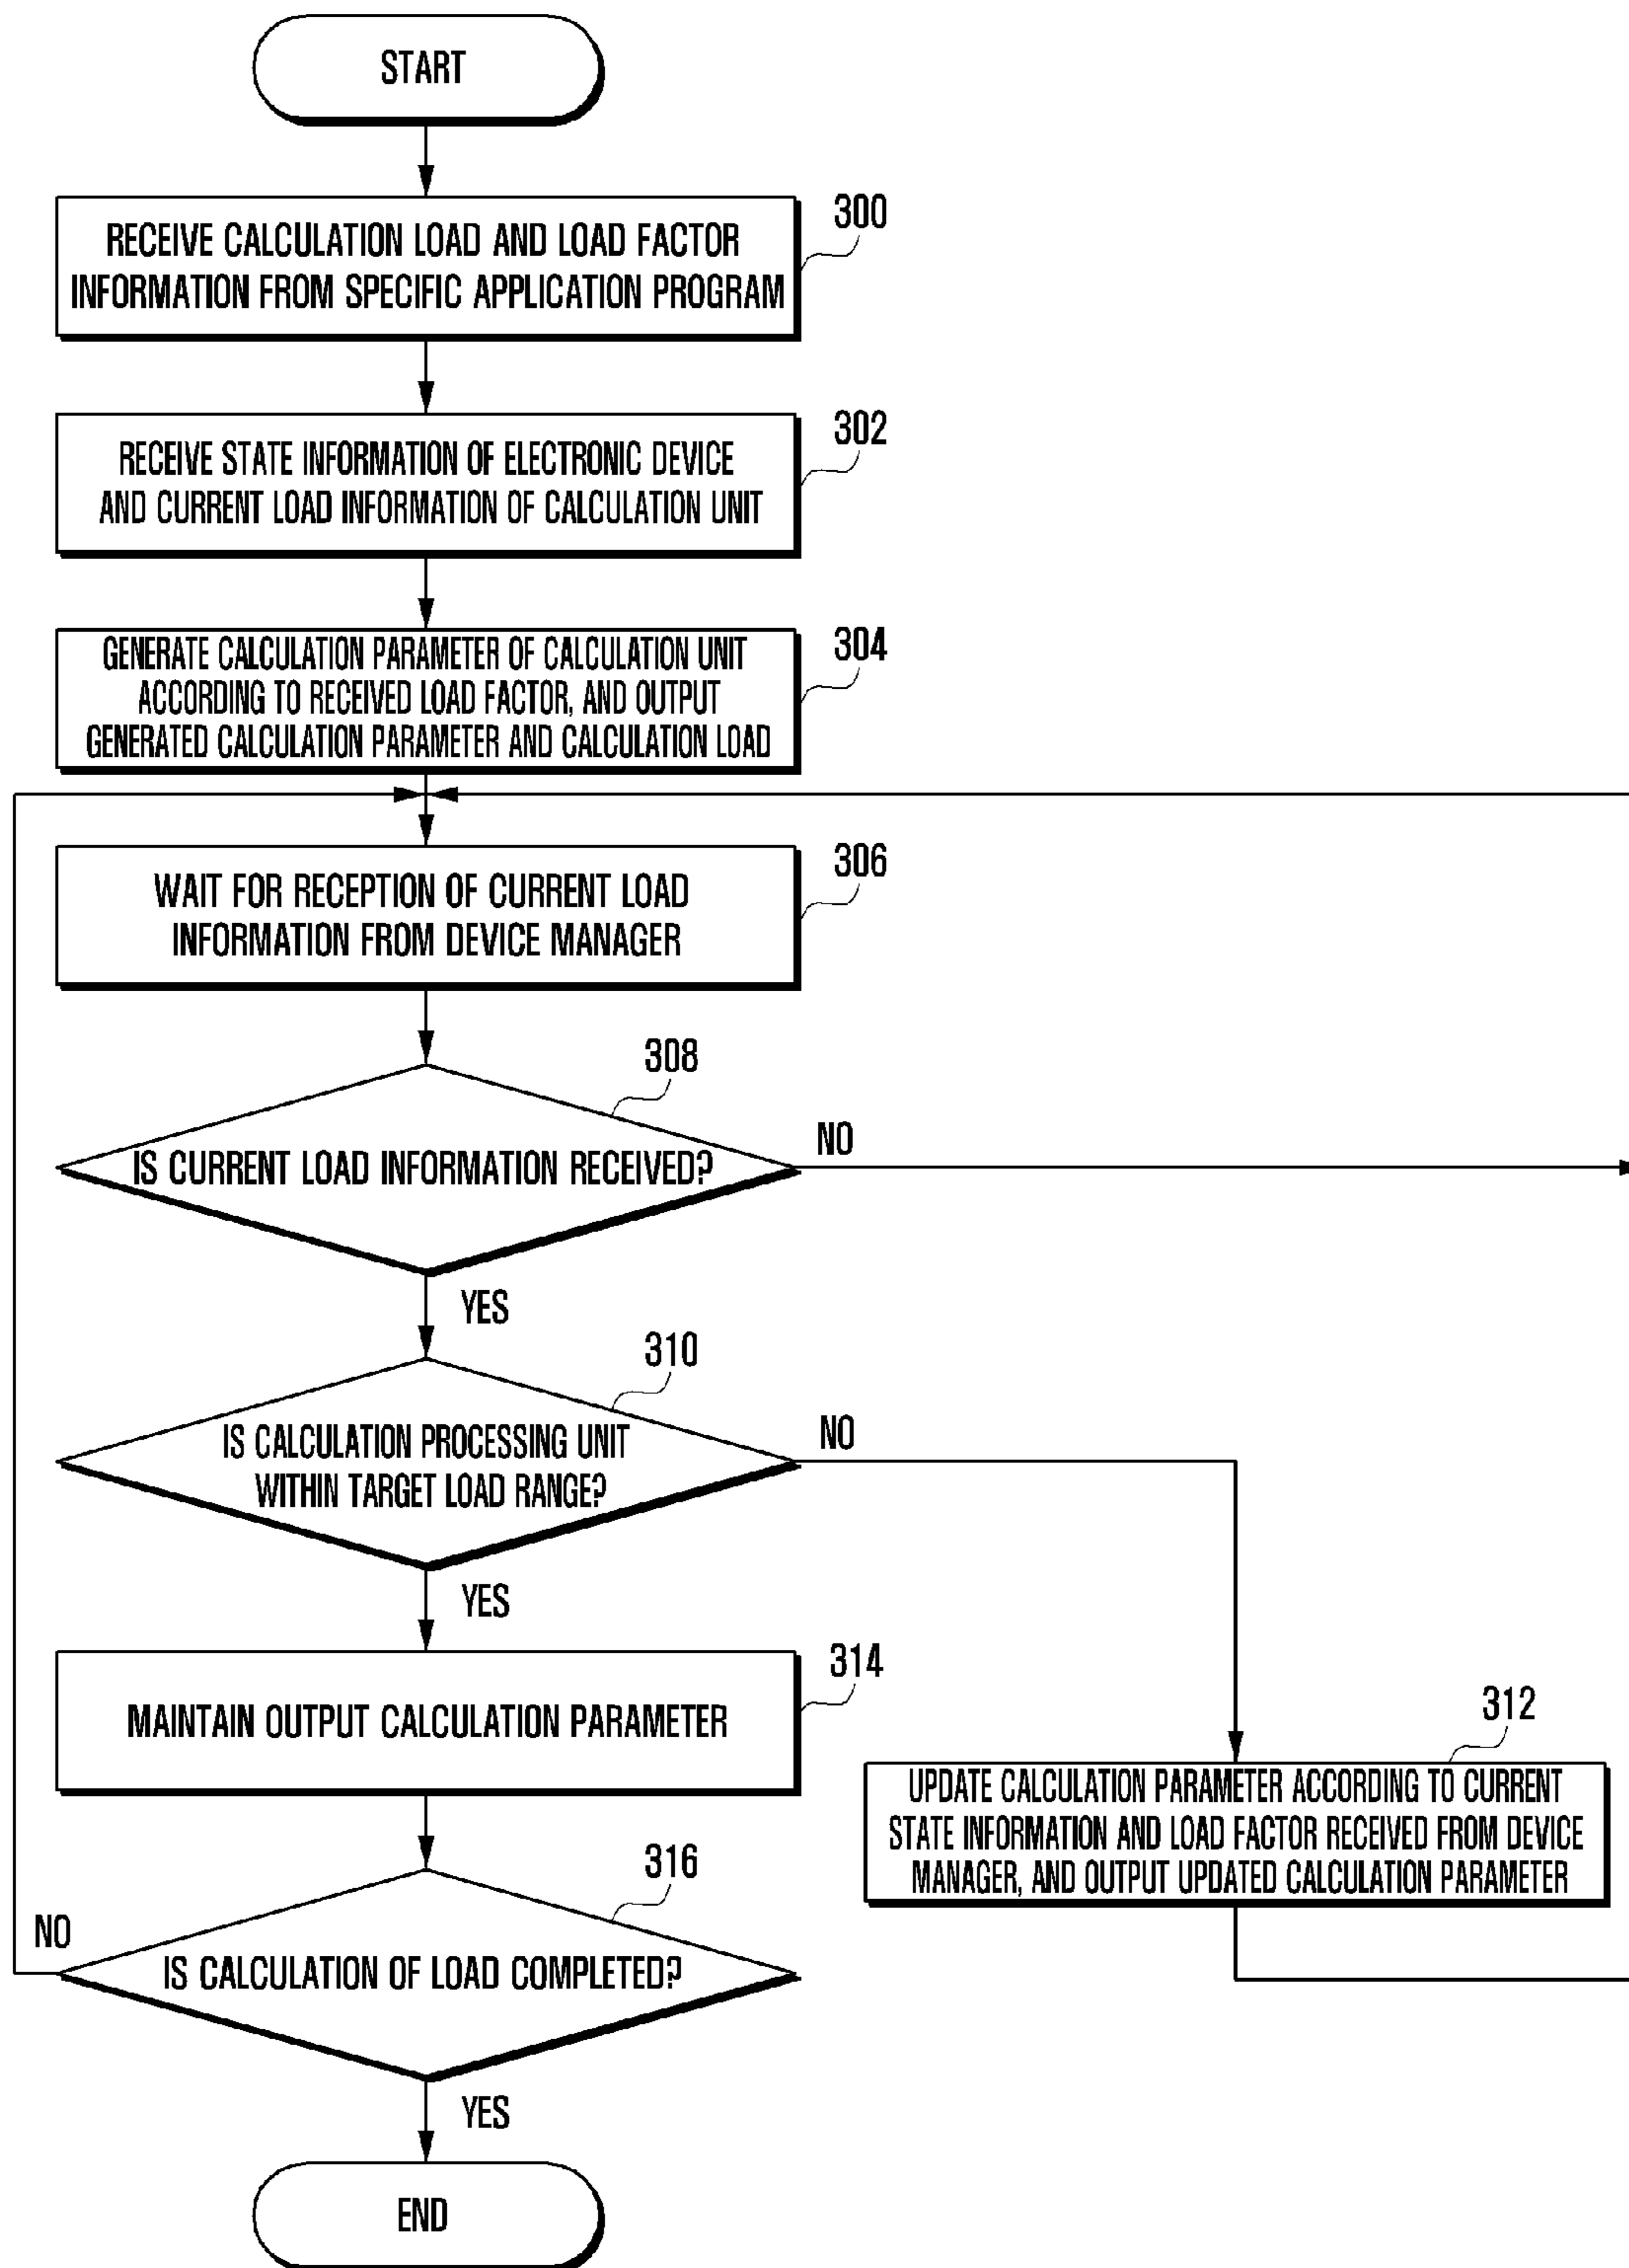 START
300
RECEIVE CALCULATION LOAD AND LOAD FACTOR
INFORMATION FROM SPECIFIC APPLICATION PROGRAM
302
RECEIVE STATE INFORMATION OF ELECTRONIC DEVICE
AND CURRENT LOAD INFORMATION OF CALCULATION UNIT
304
GENERATE CALCULATION PARAMETER OF CALCULATION UNIT
ACCORDING TO RECEIVED LOAD FACTOR, AND OUTPUT
GENERATED CALCULATION PARAMETER AND CALCULATION LOAD
306
WAIT FOR RECEPTION OF CURRENT LOAD
INFORMATION FROM DEVICE MANAGER
308
IS CURRENT LOAD INFORMATION RECEIVED?
NO
YES
310
IS CALCULATION PROCESSING UNIT
WITHIN TARGET LOAD RANGE?
NO
YES
314
MAINTAIN OUTPUT CALCULATION PARAMETER
312
UPDATE CALCULATION PARAMETER ACCORDING TO CURRENT
STATE INFORMATION AND LOAD FACTOR RECEIVED FROM DEVICE
MANAGER, AND OUTPUT UPDATED CALCULATION PARAMETER
316
NO
IS CALCULATION OF LOAD COMPLETED?
YES
END